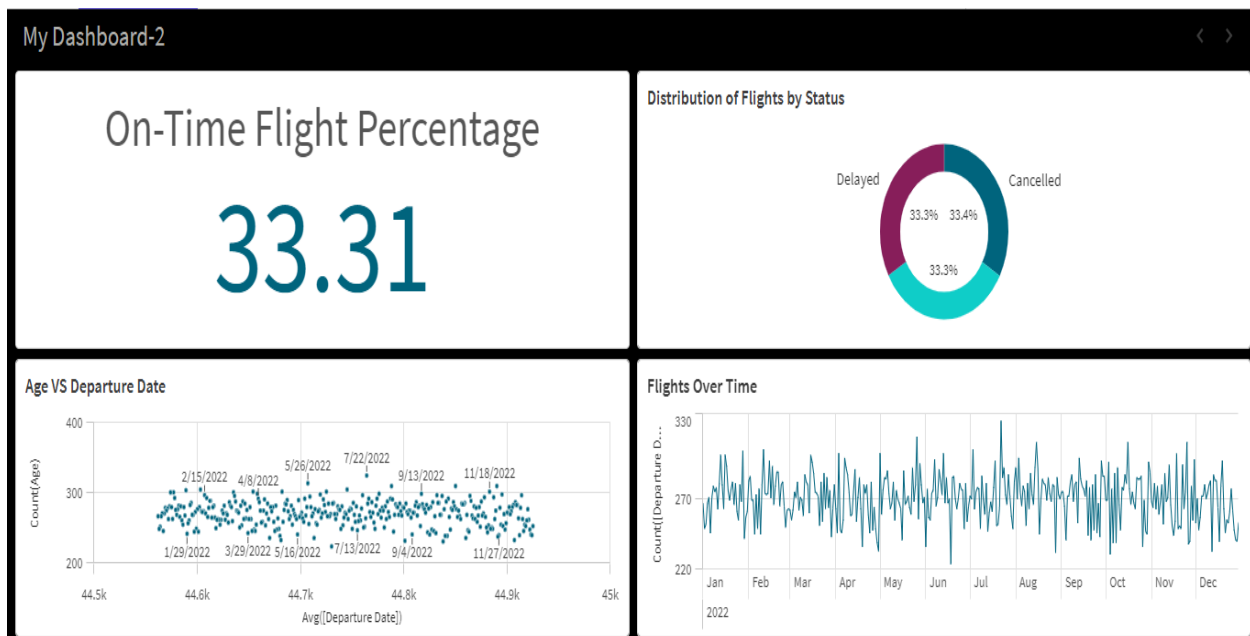 My Dashboard-2
On-Time Flight Percentage
33.31
Distribution of Flights by Status
Delayed
Cancelled
33.3%
33.4%
33.3%
Age VS Departure Date
Count(Age)
400
300
200
2/15/2022
4/8/2022
5/26/2022
7/22/2022
9/13/2022
11/18/2022
1/29/2022
3/29/2022
5/16/2022
7/13/2022
9/4/2022
11/27/2022
44.5k
44.6k
44.7k
44.8k
44.9k
45k
Avg([Departure Date])
Flights Over Time
Count([Departure D...
330
270
220
Jan
Feb
Mar
Apr
May
Jun
Jul
Aug
Sep
Oct
Nov
Dec
2022